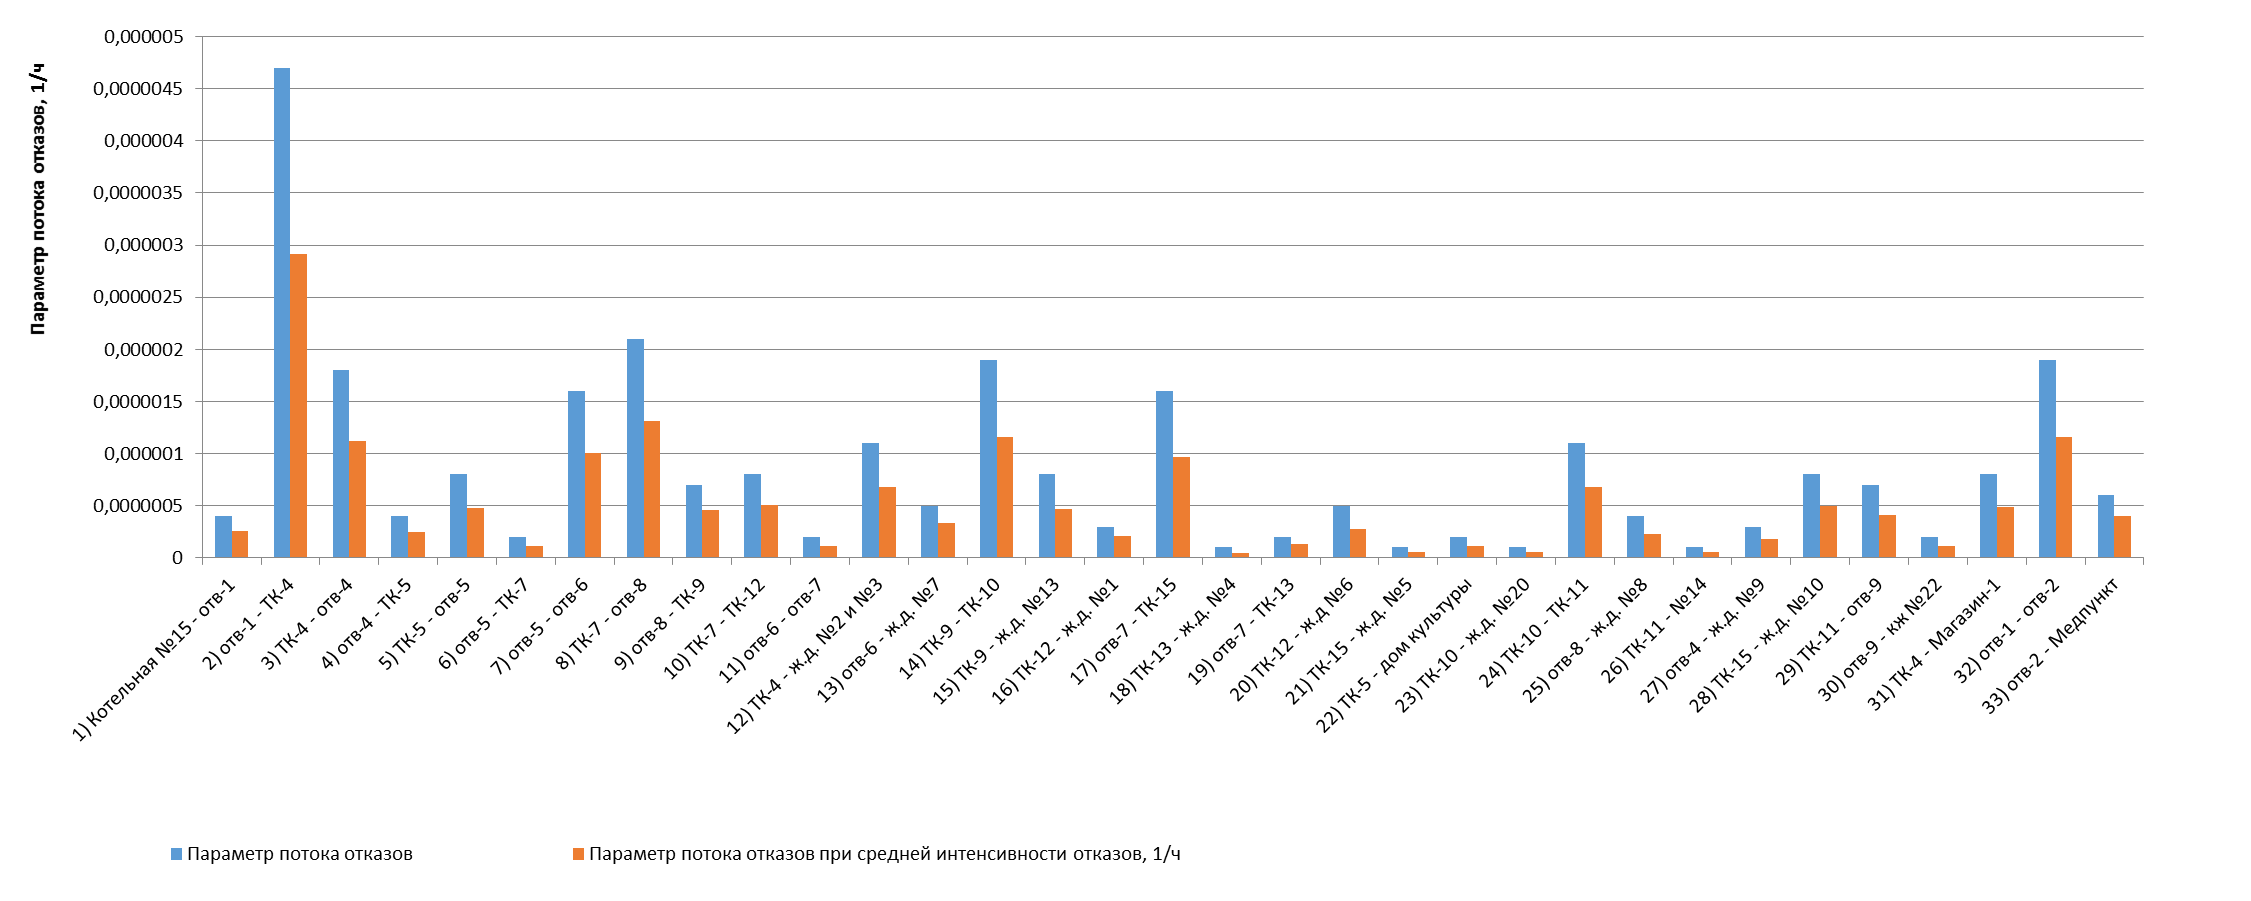 Параметр потока отказов, 1/ч
0,000005
0,0000045
0,000004
0,0000035
0,000003
0,0000025
0,000002
0,0000015
0,000001
0,0000005
0
1) Котельная №15 - отв-1
2) отв-1 - ТК-4
3) ТК-4 - отв-4
4) отв-4 - ТК-5
5) ТК-5 - отв-5
6) отв-5 - ТК-7
7) отв-5 - отв-6
8) ТК-7 - отв-8
9) отв-8 - ТК-9
10) ТК-7 - ТК-12
11) отв-6 - отв-7
12) ТК-4 - ж.д. №2 и №3
13) отв-6 - ж.д. №7
14) ТК-9 - ТК-10
15) ТК-9 - ж.д. №13
16) ТК-12 - ж.д. №1
17) отв-7 - ТК-15
18) ТК-13 - ж.д. №4
19) отв-7 - ТК-13
20) ТК-12 - ж.д №6
21) ТК-15 - ж.д. №5
22) ТК-5 - дом культуры
23) ТК-10 - ж.д. №20
24) ТК-10 - ТК-11
25) отв-8 - ж.д. №8
26) ТК-11 - №14
27) отв-4 - ж.д. №9
28) ТК-15 - ж.д. №10
29) ТК-11 - отв-9
30) отв-9 - кж №22
31) ТК-4 - Магазин-1
32) отв-1 - отв-2
33) отв-2 - Медпункт
Параметр потока отказов
Параметр потока отказов при средней интенсивности отказов, 1/ч